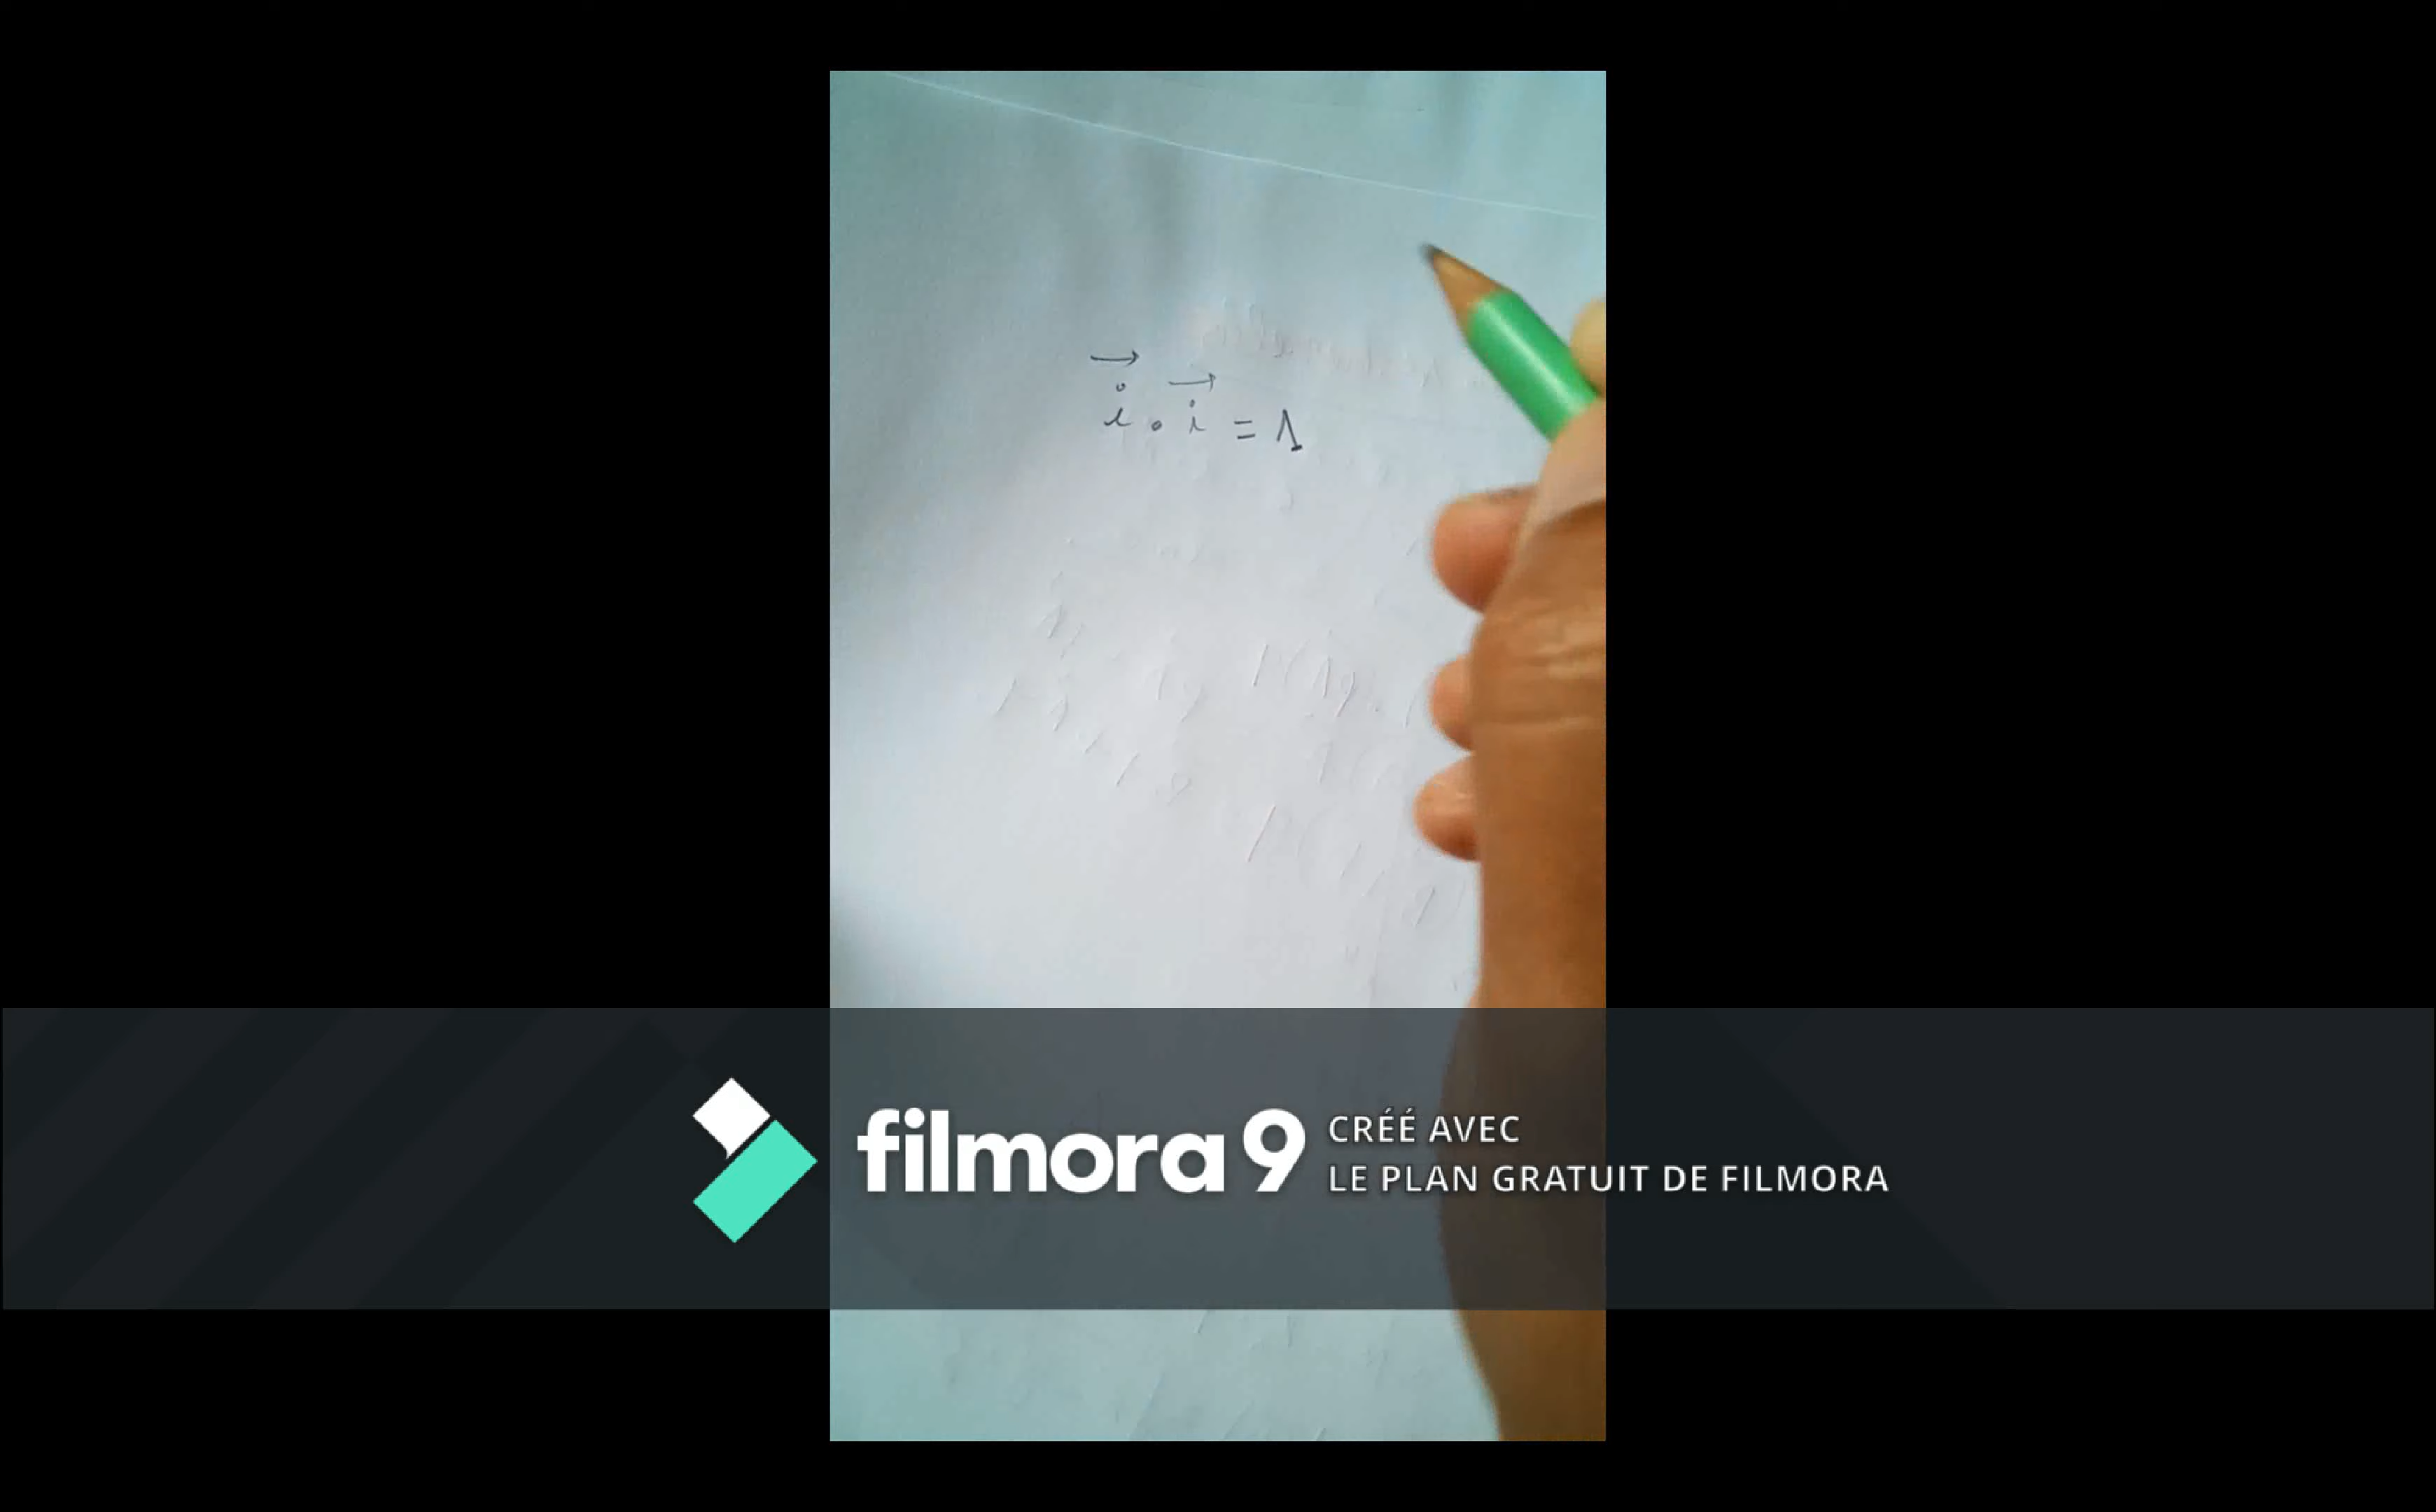 i⃗ . i⃗ = 1
filmora 9
CRÉÉ AVEC
LE PLAN GRATUIT DE FILMORA